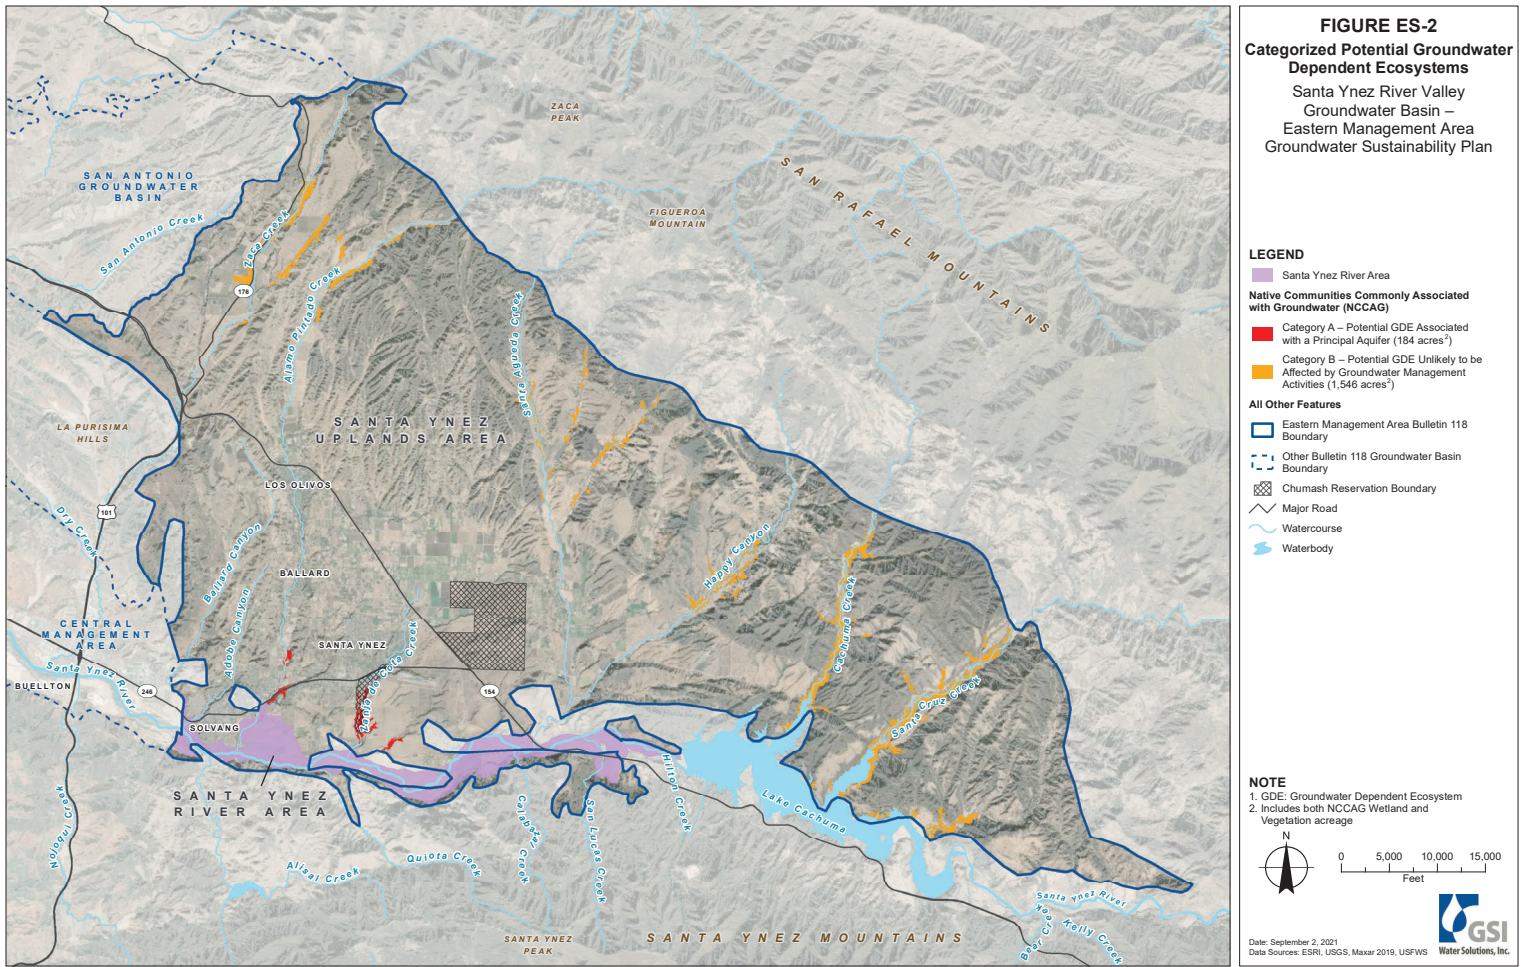 FIGURE ES-2
Categorized Potential Groundwater
Dependent Ecosystems
Santa Ynez River Valley
Groundwater Basin –
Eastern Management Area
Groundwater Sustainability Plan
LEGEND
Santa Ynez River Area
Native Communities Commonly Associated
with Groundwater (NCCAG)
Category A – Potential GDE Associated
with a Principal Aquifer (184 acres2)
Category B – Potential GDE Unlikely to be
Affected by Groundwater Management
Activities (1,546 acres2)
All Other Features
Eastern Management Area Bulletin 118
Boundary
Other Bulletin 118 Groundwater Basin
Boundary
Chumash Reservation Boundary
Major Road
Watercourse
Waterbody
NOTE
1. GDE: Groundwater Dependent Ecosystem
2. Includes both NCCAG Wetland and
Vegetation acreage
N
0 5,000 10,000 15,000
Feet
Date: September 2, 2021
Data Sources: ESRI, USGS, Maxar 2019, USFWS
GSI
Water Solutions, Inc.
ZACA
PEAK
SAN ANTONIO
GROUNDWATER
BASIN
San Antonio Creek
Zaca Creek
FIGUEROA
MOUNTAIN
SAN RAFAEL MOUNTAINS
176
Alamo Pintado Creek
Santa Agueda Creek
LA PURISIMA
HILLS
SANTA YNEZ
UPLANDS AREA
LOS OLIVOS
101
Dry Creek
Ballard Canyon
BALLARD
Happy Canyon
Cachuma Creek
Adobe Canyon
CENTRAL
MANAGEMENT
AREA
SANTA YNEZ
Zanja de Cota Creek
Santa Ynez River
BUELLTON
246
154
Santa Cruz Creek
SOLVANG
Hilton Creek
SANTA YNEZ
RIVER AREA
Lake Cachuma
Nojoqui Creek
Alisal Creek
Quiota Creek
Calabazal Creek
San Lucas Creek
Santa Ynez River
Bear Creek
Kelly Creek
SANTA YNEZ
PEAK
SANTA YNEZ MOUNTAINS